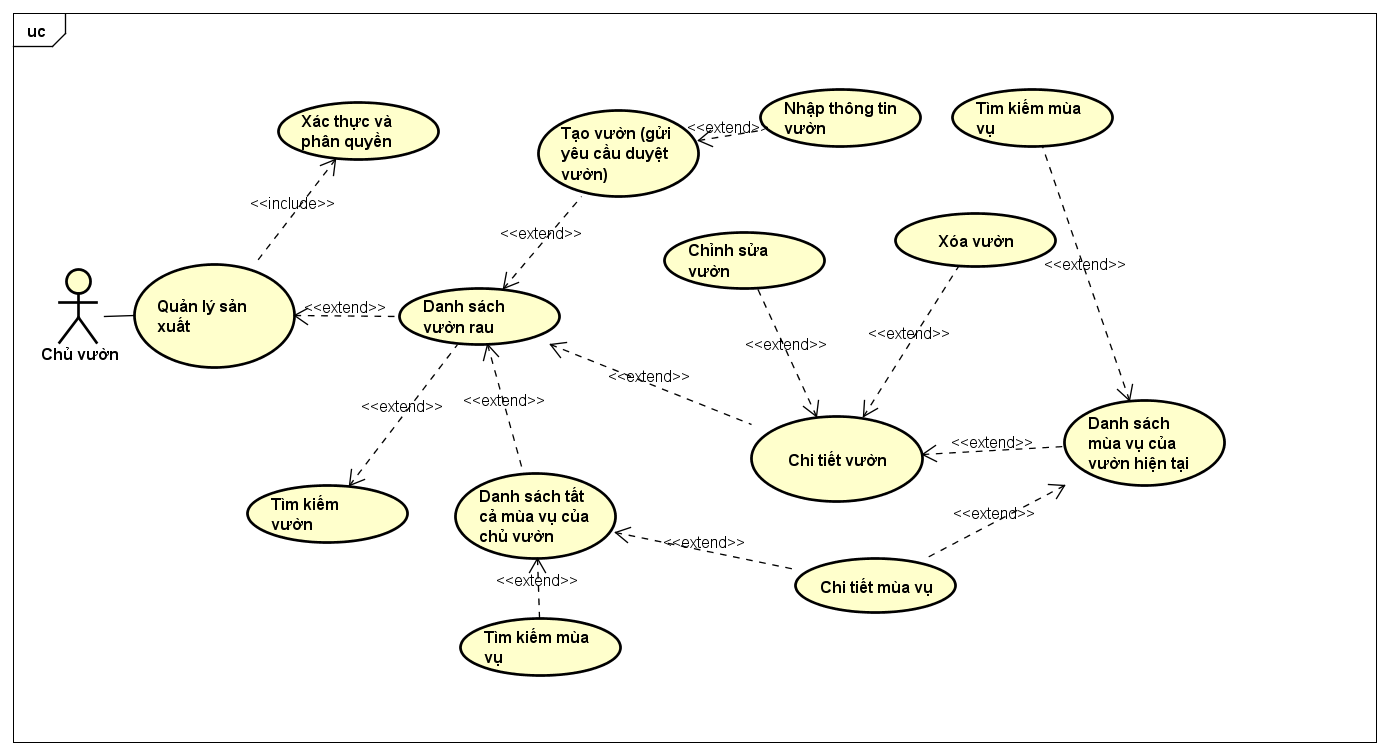 uc
Xác thực và
phân quyền
Tạo vườn (gửi
yêu cầu duyệt
vườn)
<<extend>>
Nhập thông tin
vườn
Tìm kiếm mùa
vụ
<<include>>
<<extend>>
Chỉnh sửa
vườn
<<extend>>
Xóa vườn
<<extend>>
Chủ vườn
Quản lý sản
xuất
<<extend>>
Danh sách
vườn rau
<<extend>>
<<extend>>
<<extend>>
<<extend>>
<<extend>>
Chi tiết vườn
<<extend>>
Danh sách
mùa vụ của
vườn hiện tại
Tìm kiếm
vườn
Danh sách tất
cả mùa vụ của
chủ vườn
<<extend>>
<<extend>>
<<extend>>
Chi tiết mùa vụ
Tìm kiếm mùa
vụ